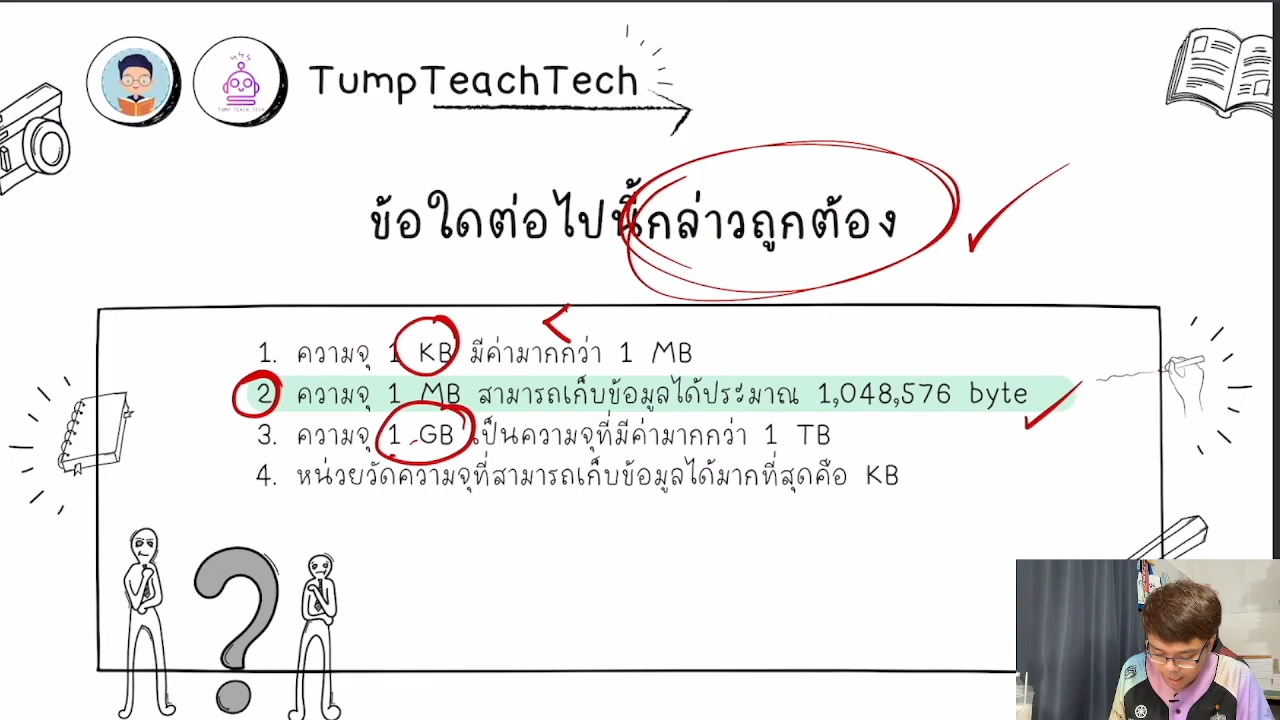 TumpTeachTech
TUMP TEACH TECH
ข้อใดต่อไปนี้กล่าวถูกต้อง
<
1. ความจุ 1 KB มีค่ามากกว่า 1 MB
2. ความจุ 1 MB สามารถเก็บข้อมูลได้ประมาณ 1,048,576 byte
3. ความจุ 1 GB เป็นความจุที่มีค่ามากกว่า 1 TB
4. หน่วยวัดความจุที่สามารถเก็บข้อมูลได้มากที่สุดคือ KB
?